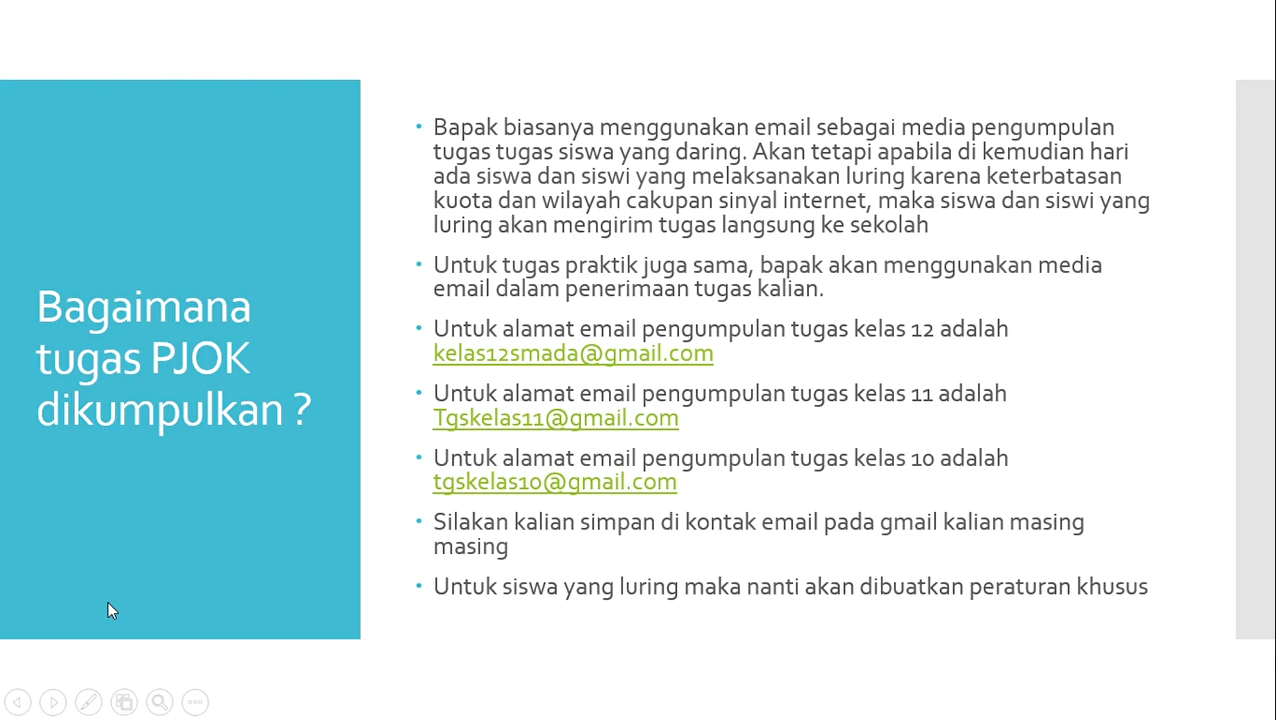 Bagaimana
tugas PJOK
dikumpulkan ?
• Bapak biasanya menggunakan email sebagai media pengumpulan
tugas tugas siswa yang daring. Akan tetapi apabila di kemudian hari
ada siswa dan siswi yang melaksanakan luring karena keterbatasan
kuota dan wilayah cakupan sinyal internet, maka siswa dan siswi yang
luring akan mengirim tugas langsung ke sekolah
• Untuk tugas praktik juga sama, bapak akan menggunakan media
email dalam penerimaan tugas kalian.
• Untuk alamat email pengumpulan tugas kelas 12 adalah
kelas12smada@gmail.com
• Untuk alamat email pengumpulan tugas kelas 11 adalah
Tgskelas11@gmail.com
• Untuk alamat email pengumpulan tugas kelas 10 adalah
tgskelas10@gmail.com
• Silakan kalian simpan di kontak email pada gmail kalian masing
masing
• Untuk siswa yang luring maka nanti akan dibuatkan peraturan khusus